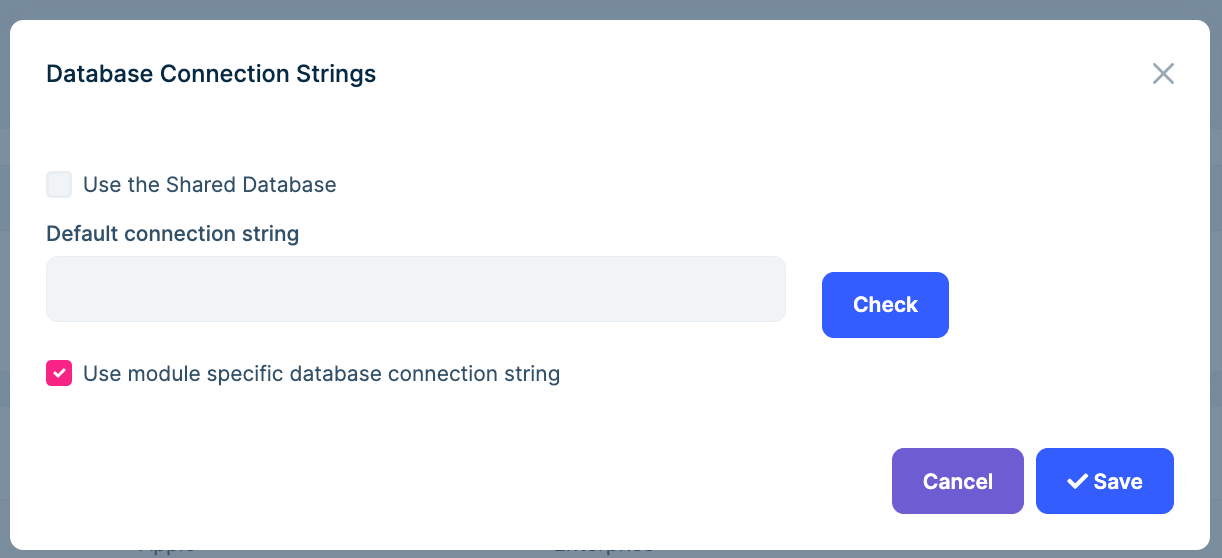 Database Connection Strings
Use the Shared Database
Default connection string
Check
Use module specific database connection string
Cancel
Save